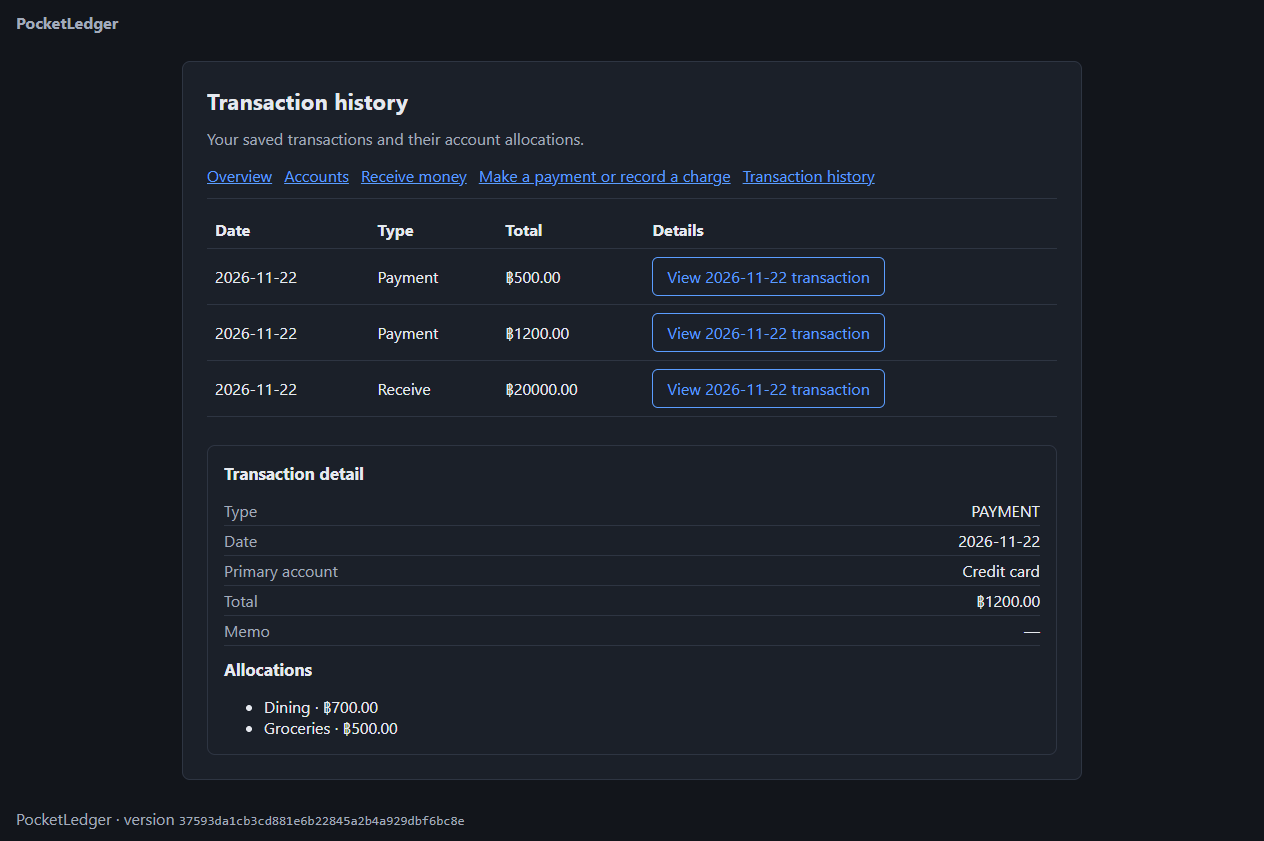 PocketLedger
Transaction history
Your saved transactions and their account allocations.
Overview Accounts Receive money Make a payment or record a charge Transaction history
Date Type Total Details
2026-11-22 Payment ฿500.00 View 2026-11-22 transaction
2026-11-22 Payment ฿1200.00 View 2026-11-22 transaction
2026-11-22 Receive ฿20000.00 View 2026-11-22 transaction
Transaction detail
Type PAYMENT
Date 2026-11-22
Primary account Credit card
Total ฿1200.00
Memo —
Allocations
• Dining · ฿700.00
• Groceries · ฿500.00
PocketLedger · version 37593da1cb3cd881e6b22845a2b4a929dbf6bc8e